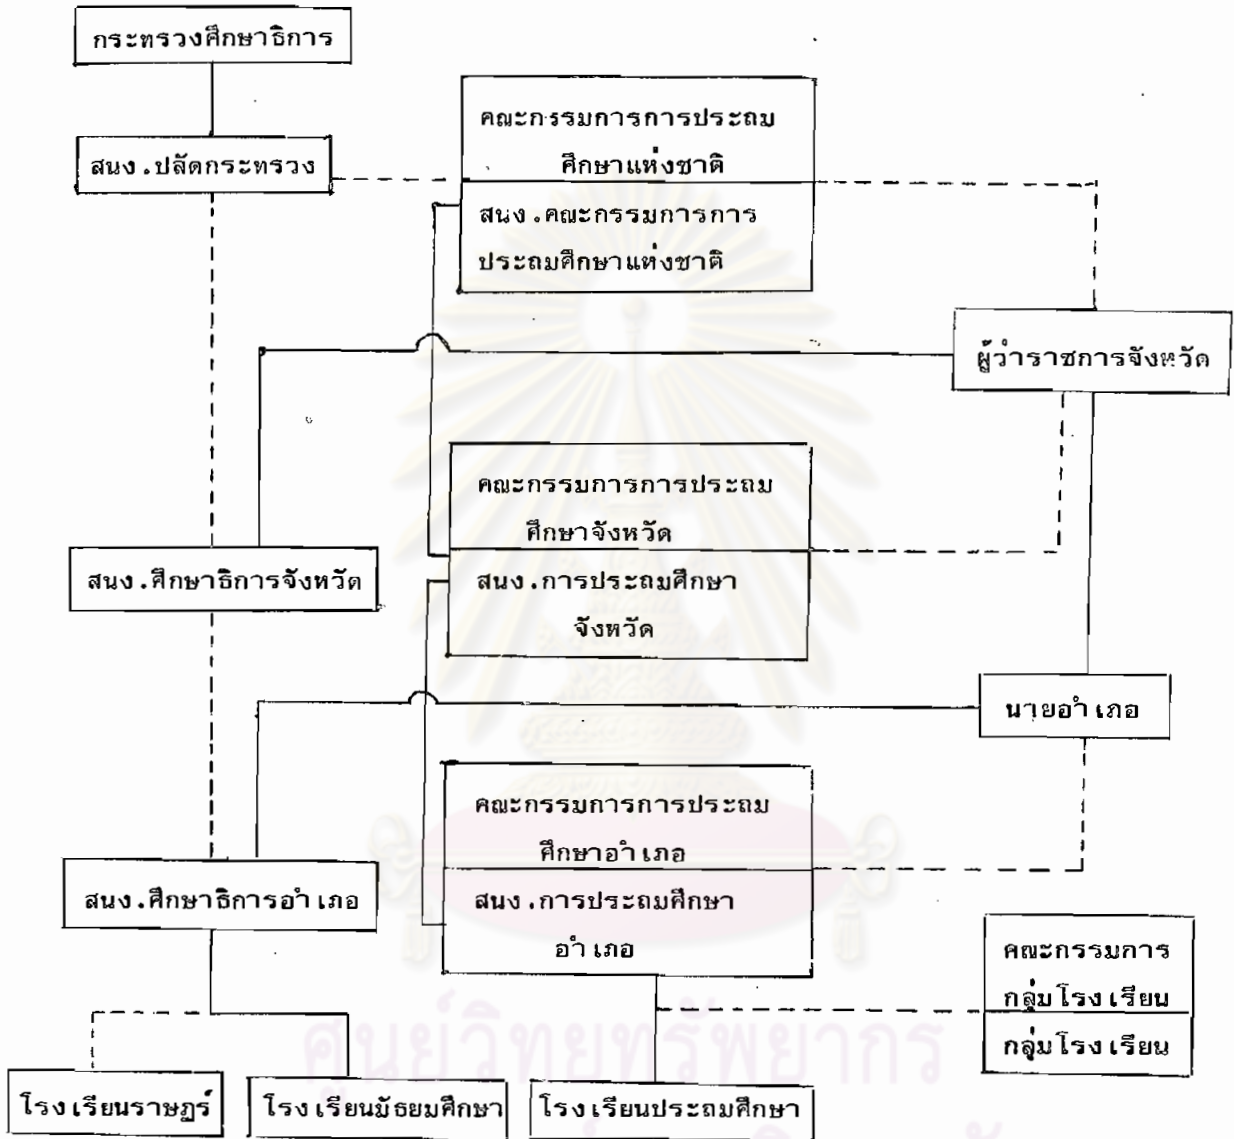 กระทรวงศึกษาธิการ
สนง.ปลัดกระทรวง
คณะกรรมการการประถม
ศึกษาแห่งชาติ
สนง.คณะกรรมการการ
ประถมศึกษาแห่งชาติ
ผู้ว่าราชการจังหวัด
คณะกรรมการการประถม
ศึกษาจังหวัด
สนง.ศึกษาธิการจังหวัด
สนง.การประถมศึกษา
จังหวัด
นายอำเภอ
คณะกรรมการการประถม
ศึกษาอำเภอ
สนง.ศึกษาธิการอำเภอ
สนง.การประถมศึกษา
อำเภอ
คณะกรรมการ
กลุ่มโรงเรียน
กลุ่มโรงเรียน
ศูนย์วิทยทรัพยากร
โรงเรียนราษฎร์
โรงเรียนมัธยมศึกษา
โรงเรียนประถมศึกษา